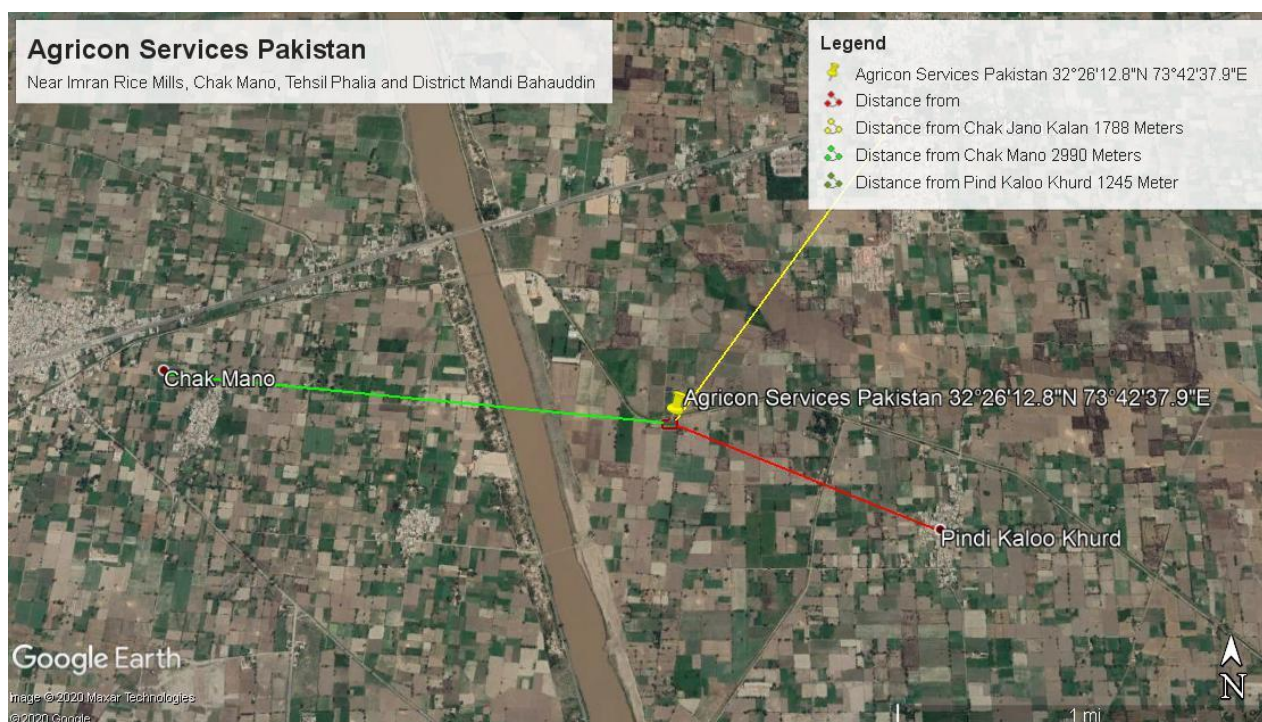 Agricon Services Pakistan
Near Imran Rice Mills, Chak Mano, Tehsil Phalia and District Mandi Bahauddin
Legend
Agricon Services Pakistan 32°26'12.8"N 73°42'37.9"E
Distance from
Distance from Chak Jano Kalan 1788 Meters
Distance from Chak Mano 2990 Meters
Distance from Pind Kaloo Khurd 1245 Meter
Chak Mano
Agricon Services Pakistan 32°26'12.8"N 73°42'37.9"E
Pindi Kaloo Khurd
Google Earth
Image © 2020 Maxar Technologies
© 2020 Google
N
1 mi